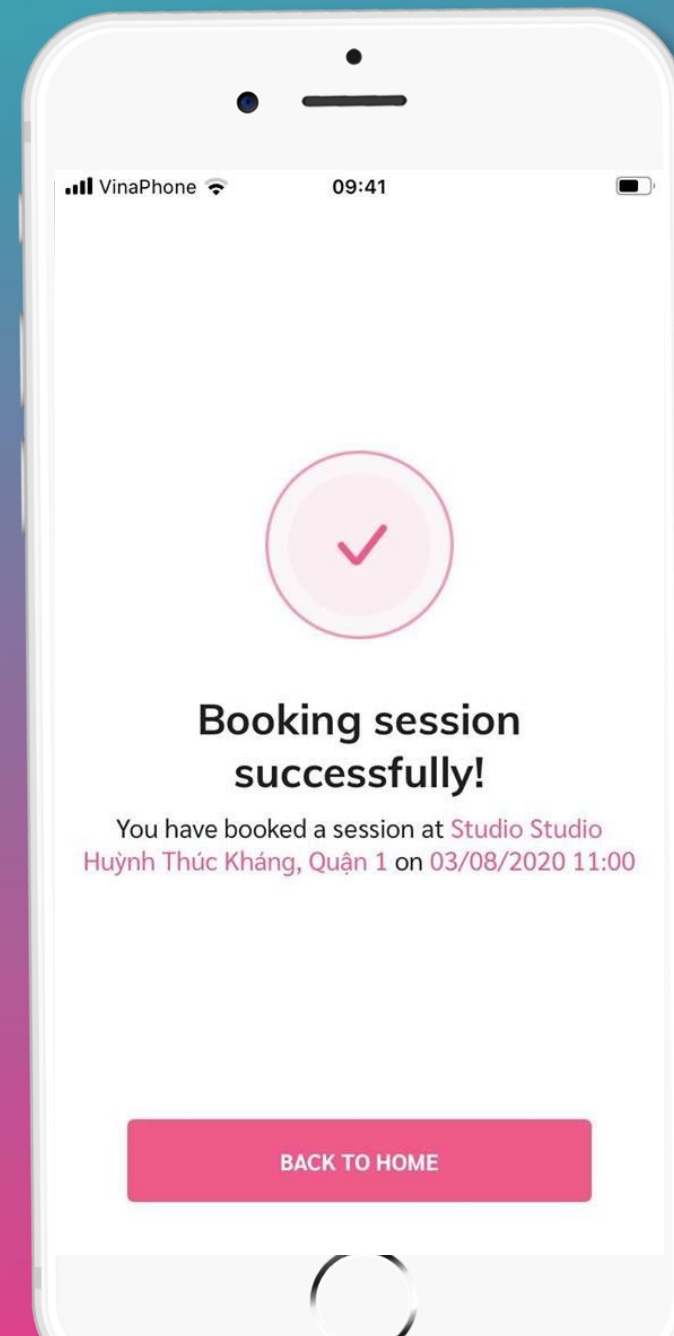 VinaPhone 09:41
Booking session
successfully!
You have booked a session at Studio Studio
Huỳnh Thúc Kháng, Quận 1 on 03/08/2020 11:00
BACK TO HOME